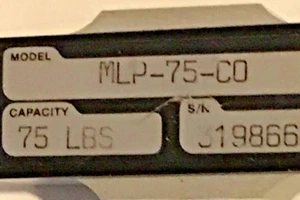 MODEL
MLP-75-CO
CAPACITY
75 LBS
S/N
319866